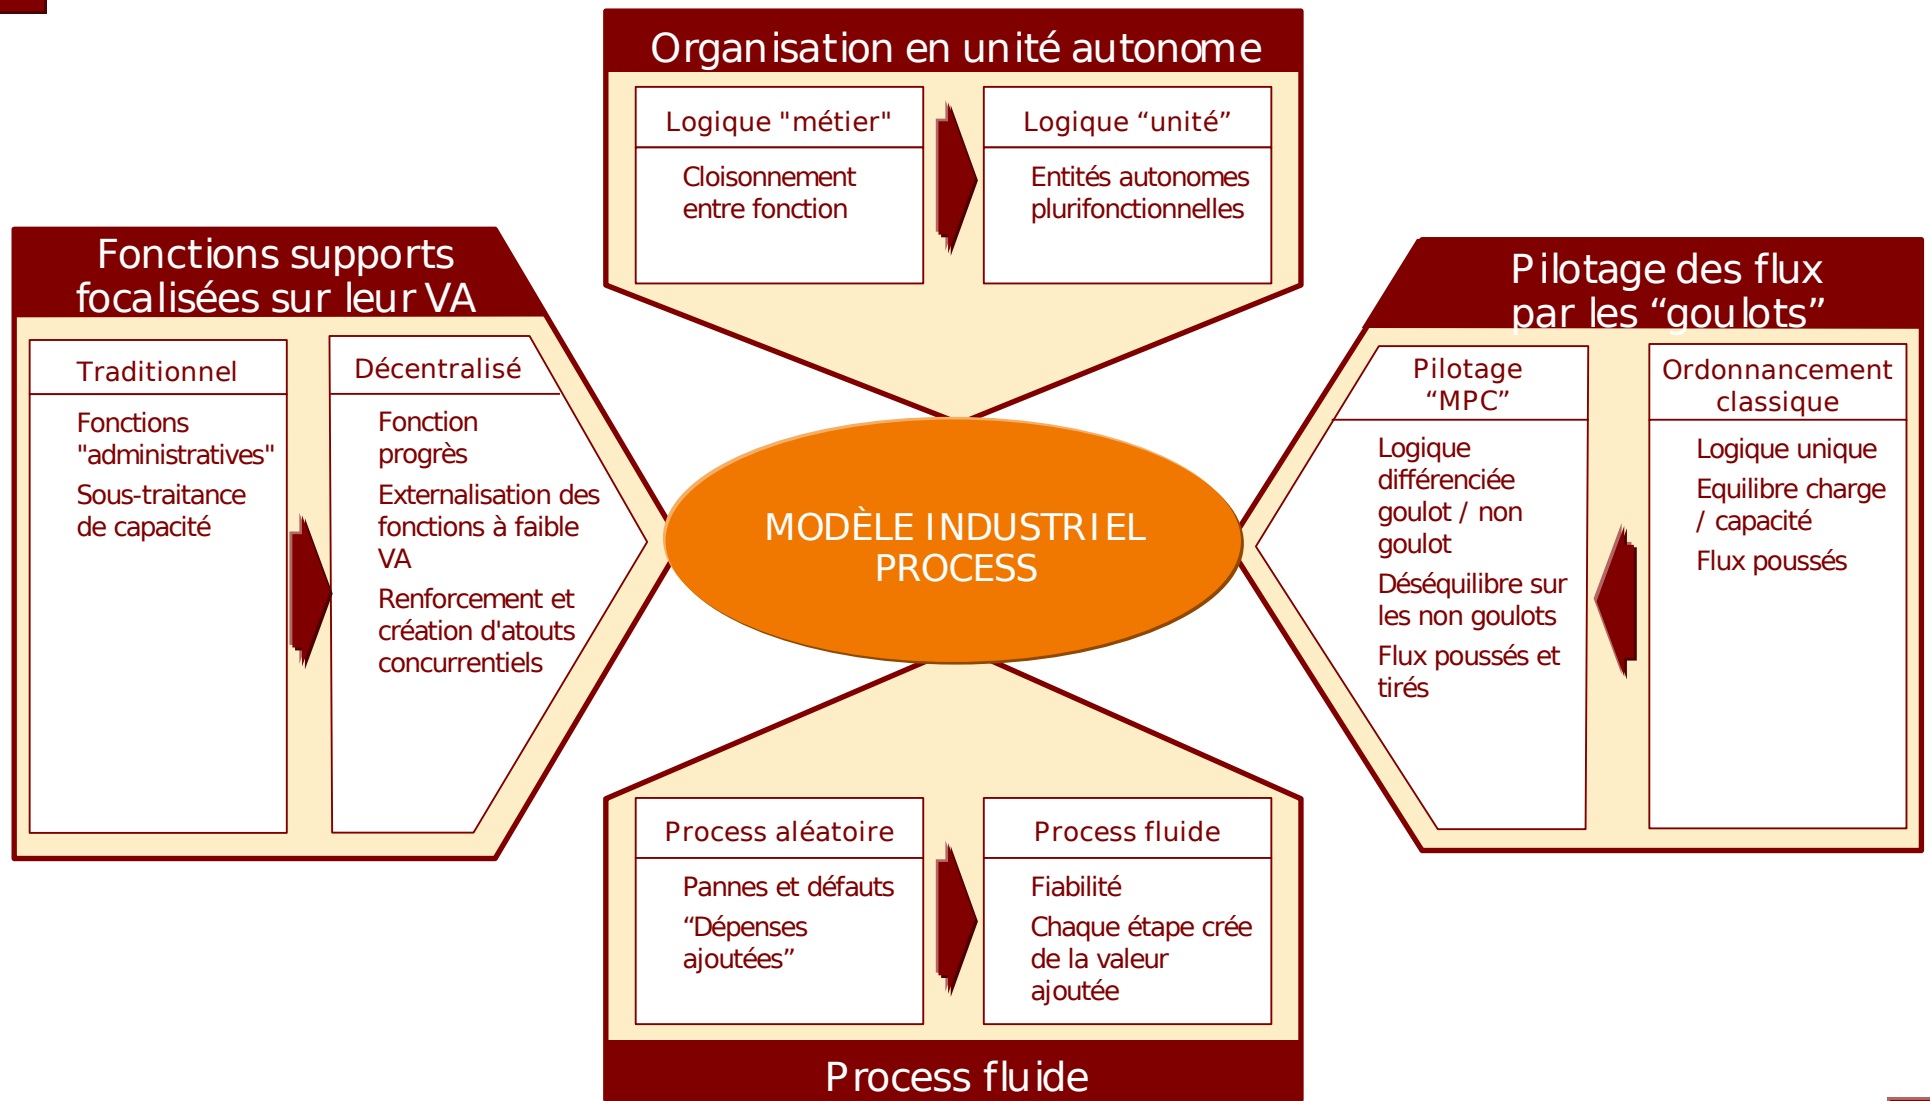 Organisation en unité autonome
Logique "métier"
Cloisonnement
entre fonction
Logique “unité”
Entités autonomes
plurifonctionnelles
Fonctions supports
focalisées sur leur VA
Traditionnel
Fonctions
"administratives"
Sous-traitance
de capacité
Décentralisé
Fonction
progrès
Externalisation des
fonctions à faible
VA
Renforcement et
création d'atouts
concurrentiels
MODÈLE INDUSTRIEL
PROCESS
Pilotage des flux
par les “goulots”
Pilotage
“MPC”
Logique
différenciée
goulot / non
goulot
Déséquilibre sur
les non goulots
Flux poussés et
tirés
Ordonnancement
classique
Logique unique
Equilibre charge
/ capacité
Flux poussés
Process aléatoire
Pannes et défauts
“Dépenses
ajoutées”
Process fluide
Fiabilité
Chaque étape crée
de la valeur
ajoutée
Process fluide